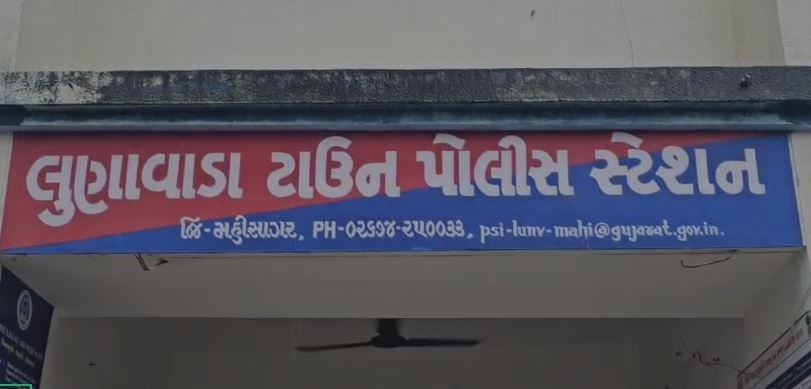 લુણાવાડા ટાઉન પોલીસ સ્ટેશન
જિ-મહીસાગર, PH-૦૨૬૭૪-૨૫૦૦૩૩, psi-lunv-mahi@gujarat.gov.in.